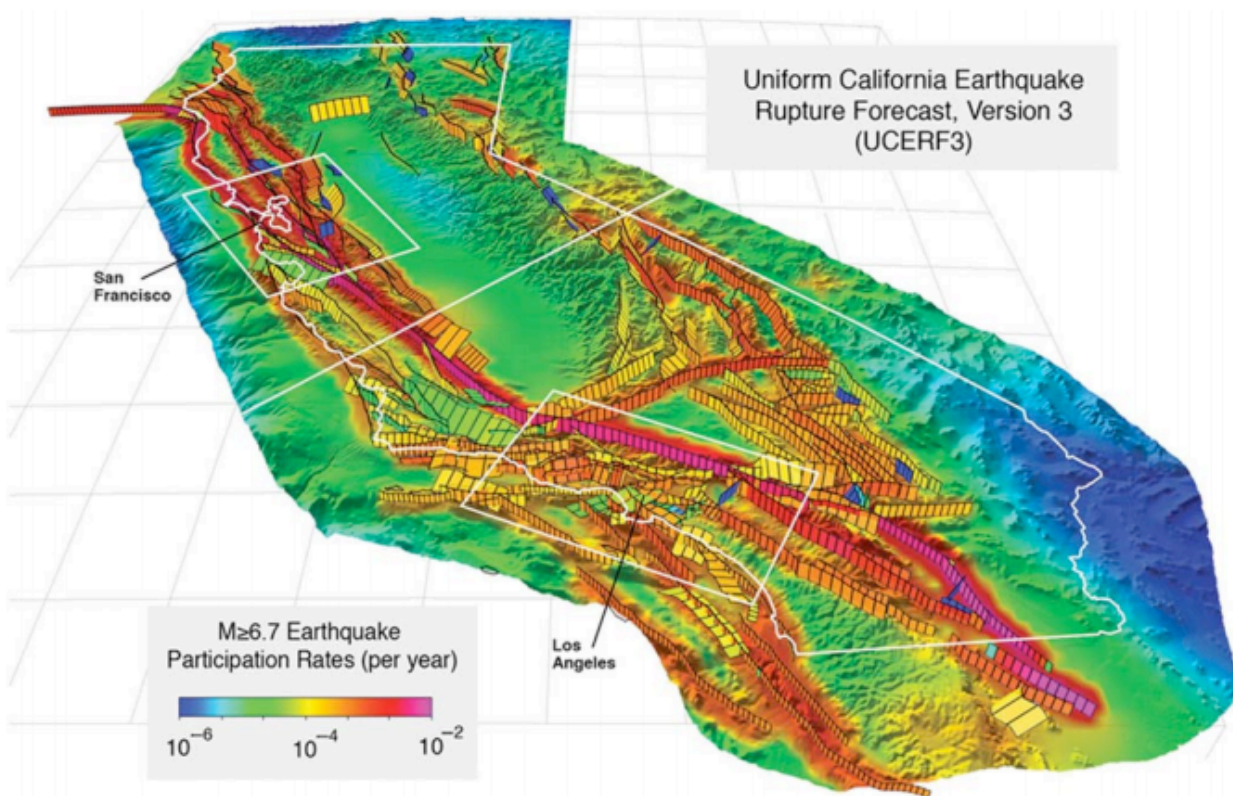 Uniform California Earthquake
Rupture Forecast, Version 3
(UCERF3)
San
Francisco
Los
Angeles
M≥6.7 Earthquake
Participation Rates (per year)
10⁻⁶ 10⁻⁴ 10⁻²